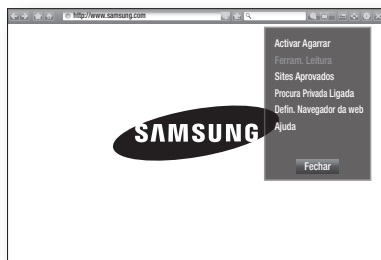 http://www.samsung.com
Activar Agarrar
Ferram. Leitura
Sites Aprovados
Procura Privada Ligada
Defin. Navegador da web
Ajuda
SAMSUNG
Fechar